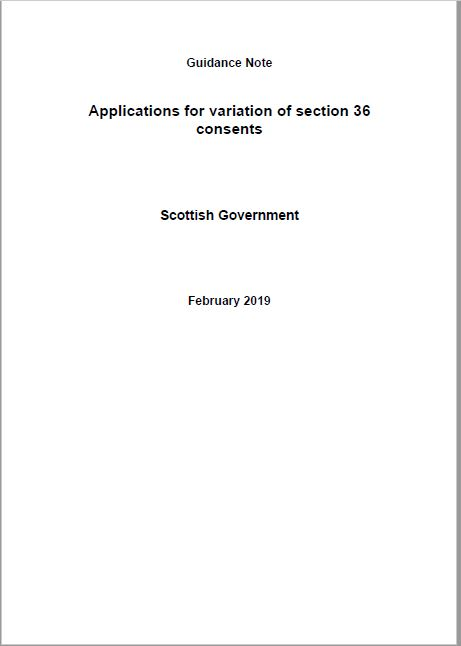 Guidance Note
Applications for variation of section 36
consents
Scottish Government
February 2019